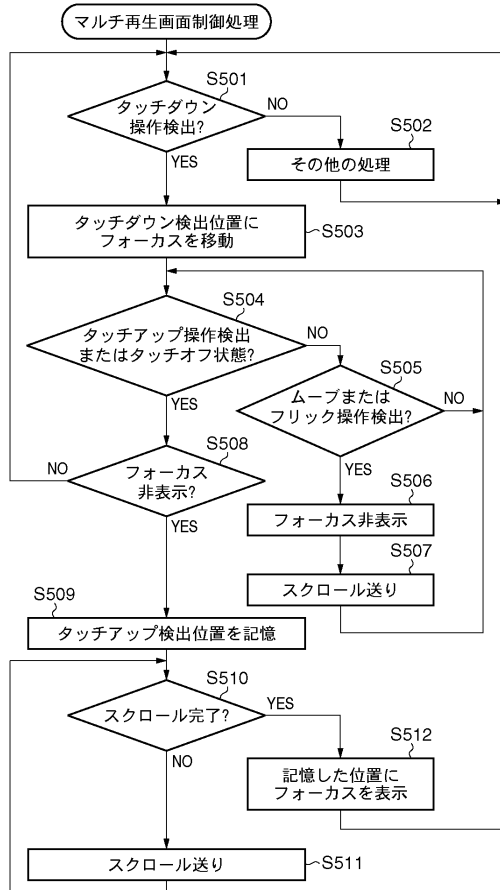 マルチ再生画面制御処理
S501
タッチダウン
操作検出?
NO
YES
S502
その他の処理
タッチダウン検出位置に
フォーカスを移動
S503
S504
タッチアップ操作検出
またはタッチオフ状態?
NO
YES
S505
ムーブまたは
フリック操作検出?
NO
YES
S508
フォーカス
非表示?
NO
YES
S506
フォーカス非表示
S507
スクロール送り
S509
タッチアップ検出位置を記憶
S510
スクロール完了?
YES
NO
S512
記憶した位置に
フォーカスを表示
スクロール送り
S511